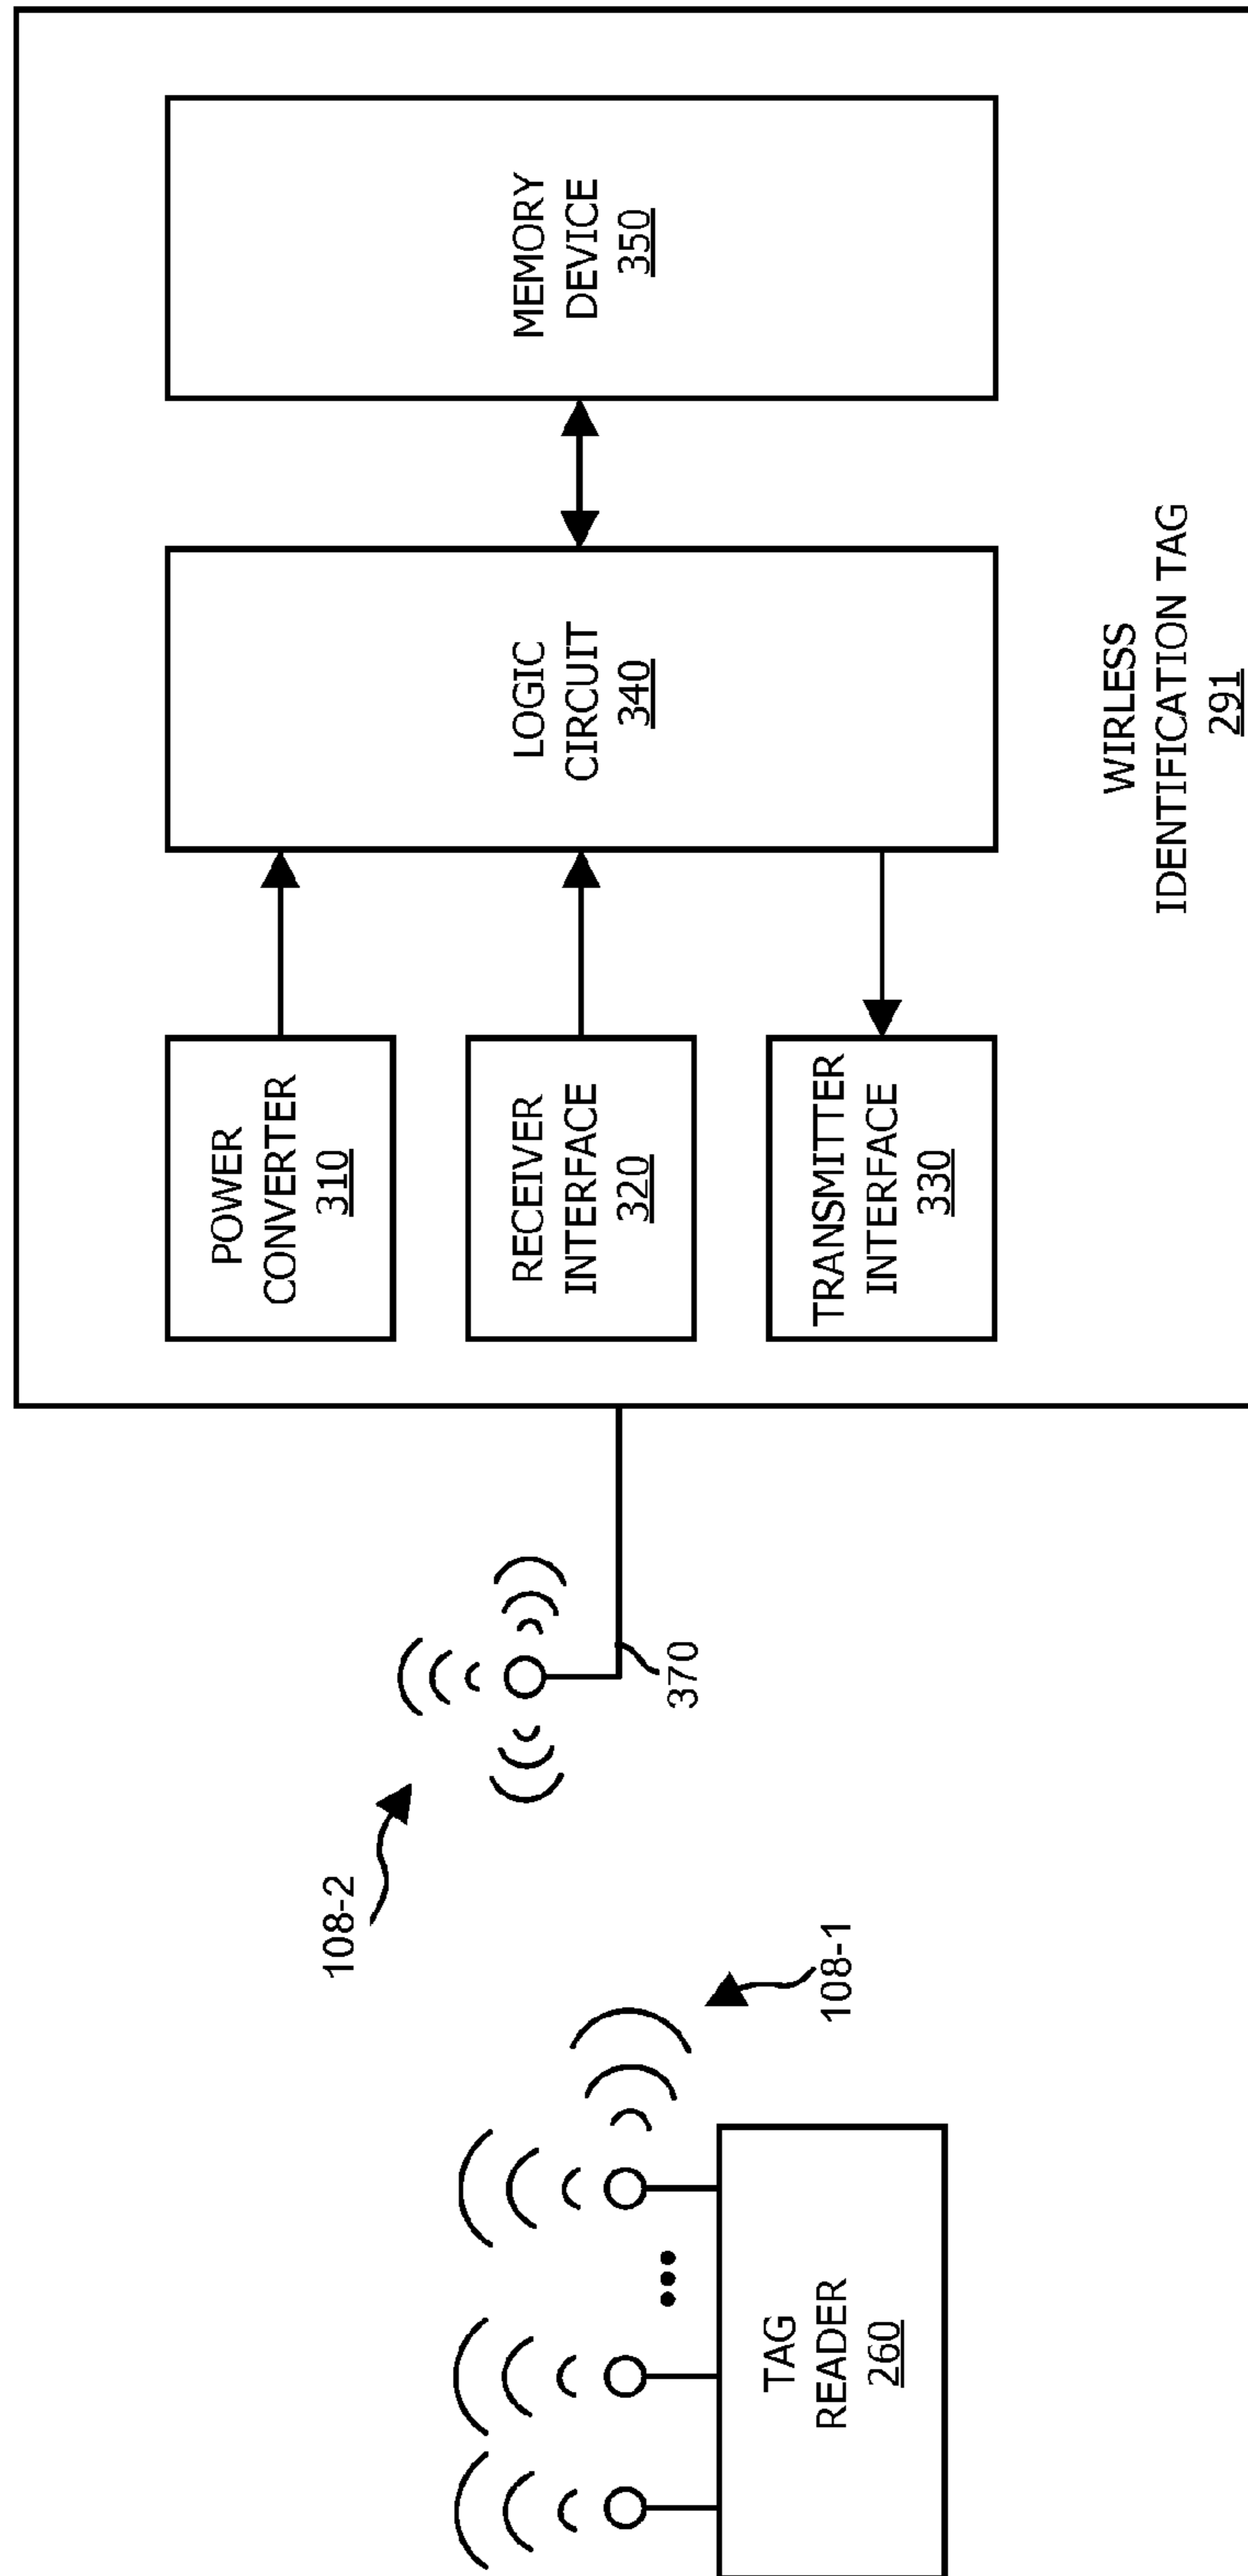 TAG
READER
260
108-1
108-2
370
POWER
CONVERTER
310
RECEIVER
INTERFACE
320
TRANSMITTER
INTERFACE
330
LOGIC
CIRCUIT
340
MEMORY
DEVICE
350
WIRLESS
IDENTIFICATION TAG
291